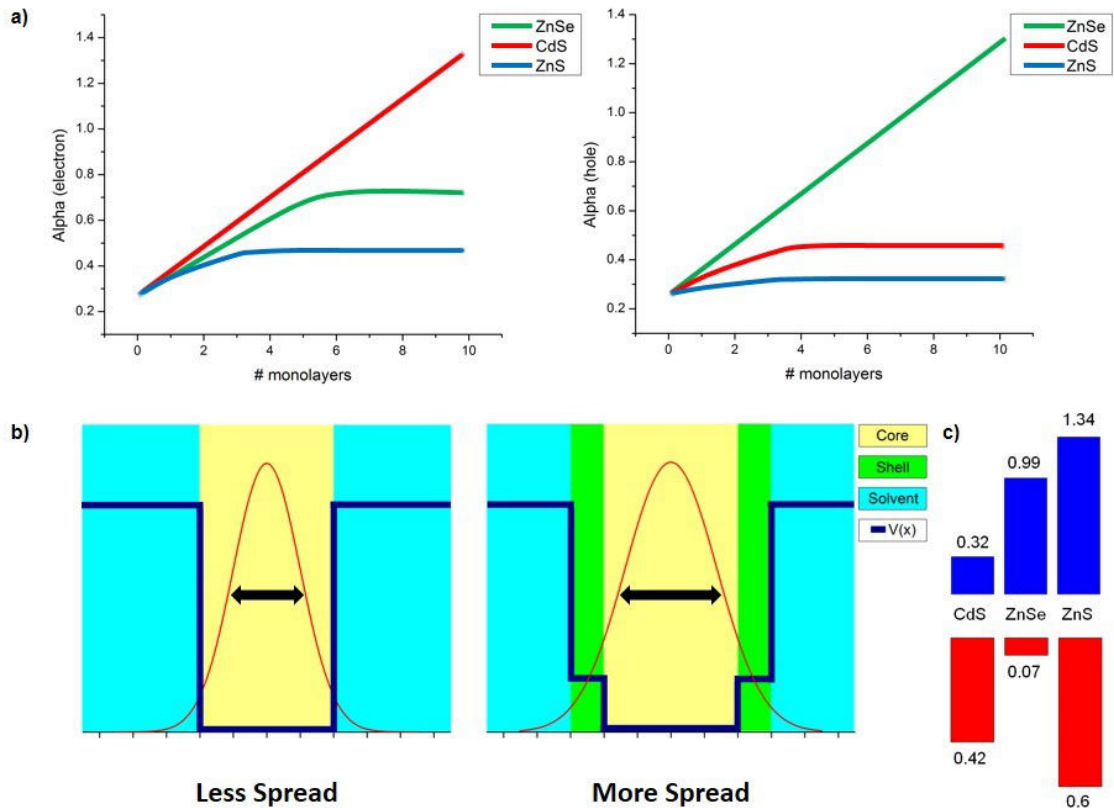 a)
ZnSe
CdS
ZnS
Alpha (electron)
1.4
1.2
1.0
0.8
0.6
0.4
0.2
0 2 4 6 8 10
# monolayers
ZnSe
CdS
ZnS
Alpha (hole)
1.4
1.2
1.0
0.8
0.6
0.4
0.2
0 2 4 6 8 10
# monolayers
b)
Core
Shell
Solvent
V(x)
Less Spread
More Spread
c)
1.34
0.99
0.32
CdS ZnSe ZnS
0.07
0.42
0.6